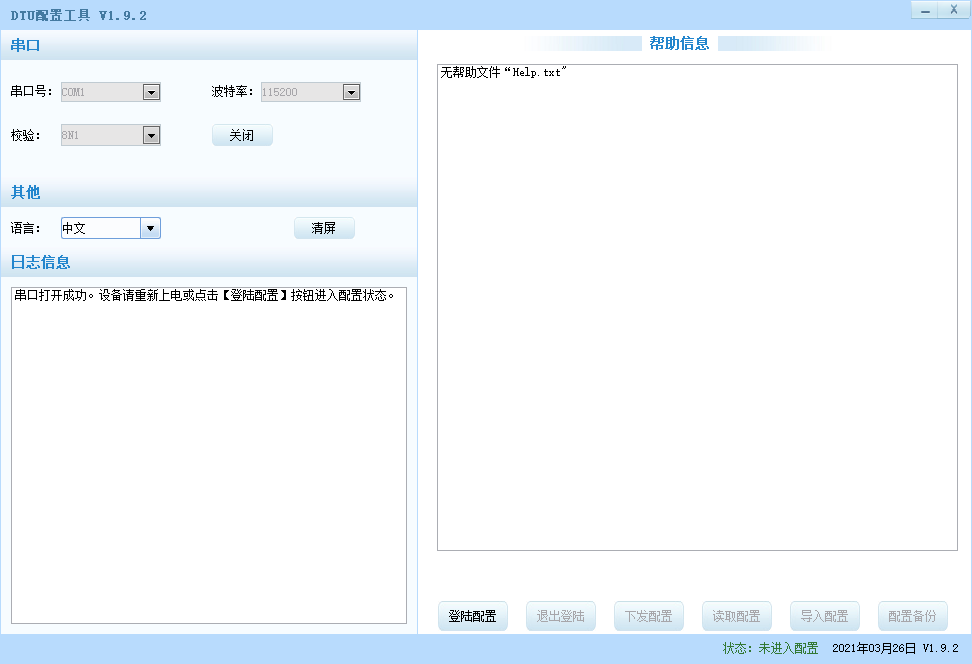 DTU配置工具 V1.9.2
串口
串口号: COM1 波特率: 115200
校验: 8N1 关闭
其他
语言: 中文 清屏
日志信息
串口打开成功。设备请重新上电或点击【登陆配置】按钮进入配置状态。
帮助信息
无帮助文件“Help.txt”
登陆配置 退出登陆 下发配置 读取配置 导入配置 配置备份
状态: 未进入配置 2021年03月26日 V1.9.2